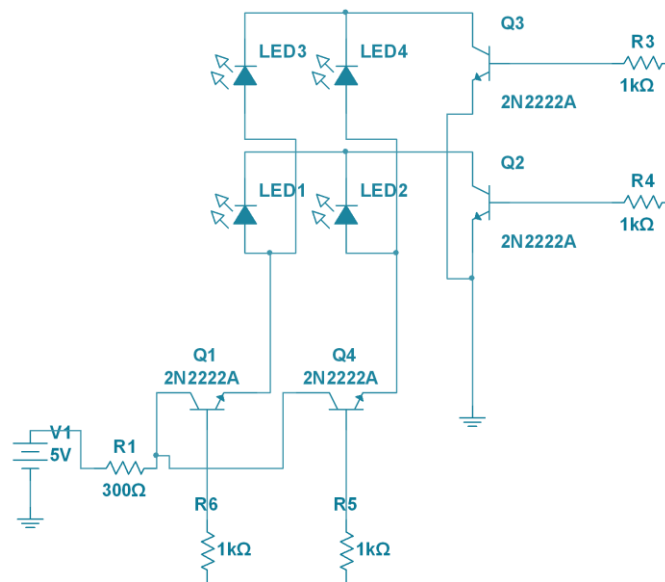 Q3
LED3
LED4
R3
2N2222A
1kΩ
Q2
LED1
LED2
R4
2N2222A
1kΩ
Q1
Q4
2N2222A
2N2222A
V1
5V
R1
300Ω
R6
R5
1kΩ
1kΩ